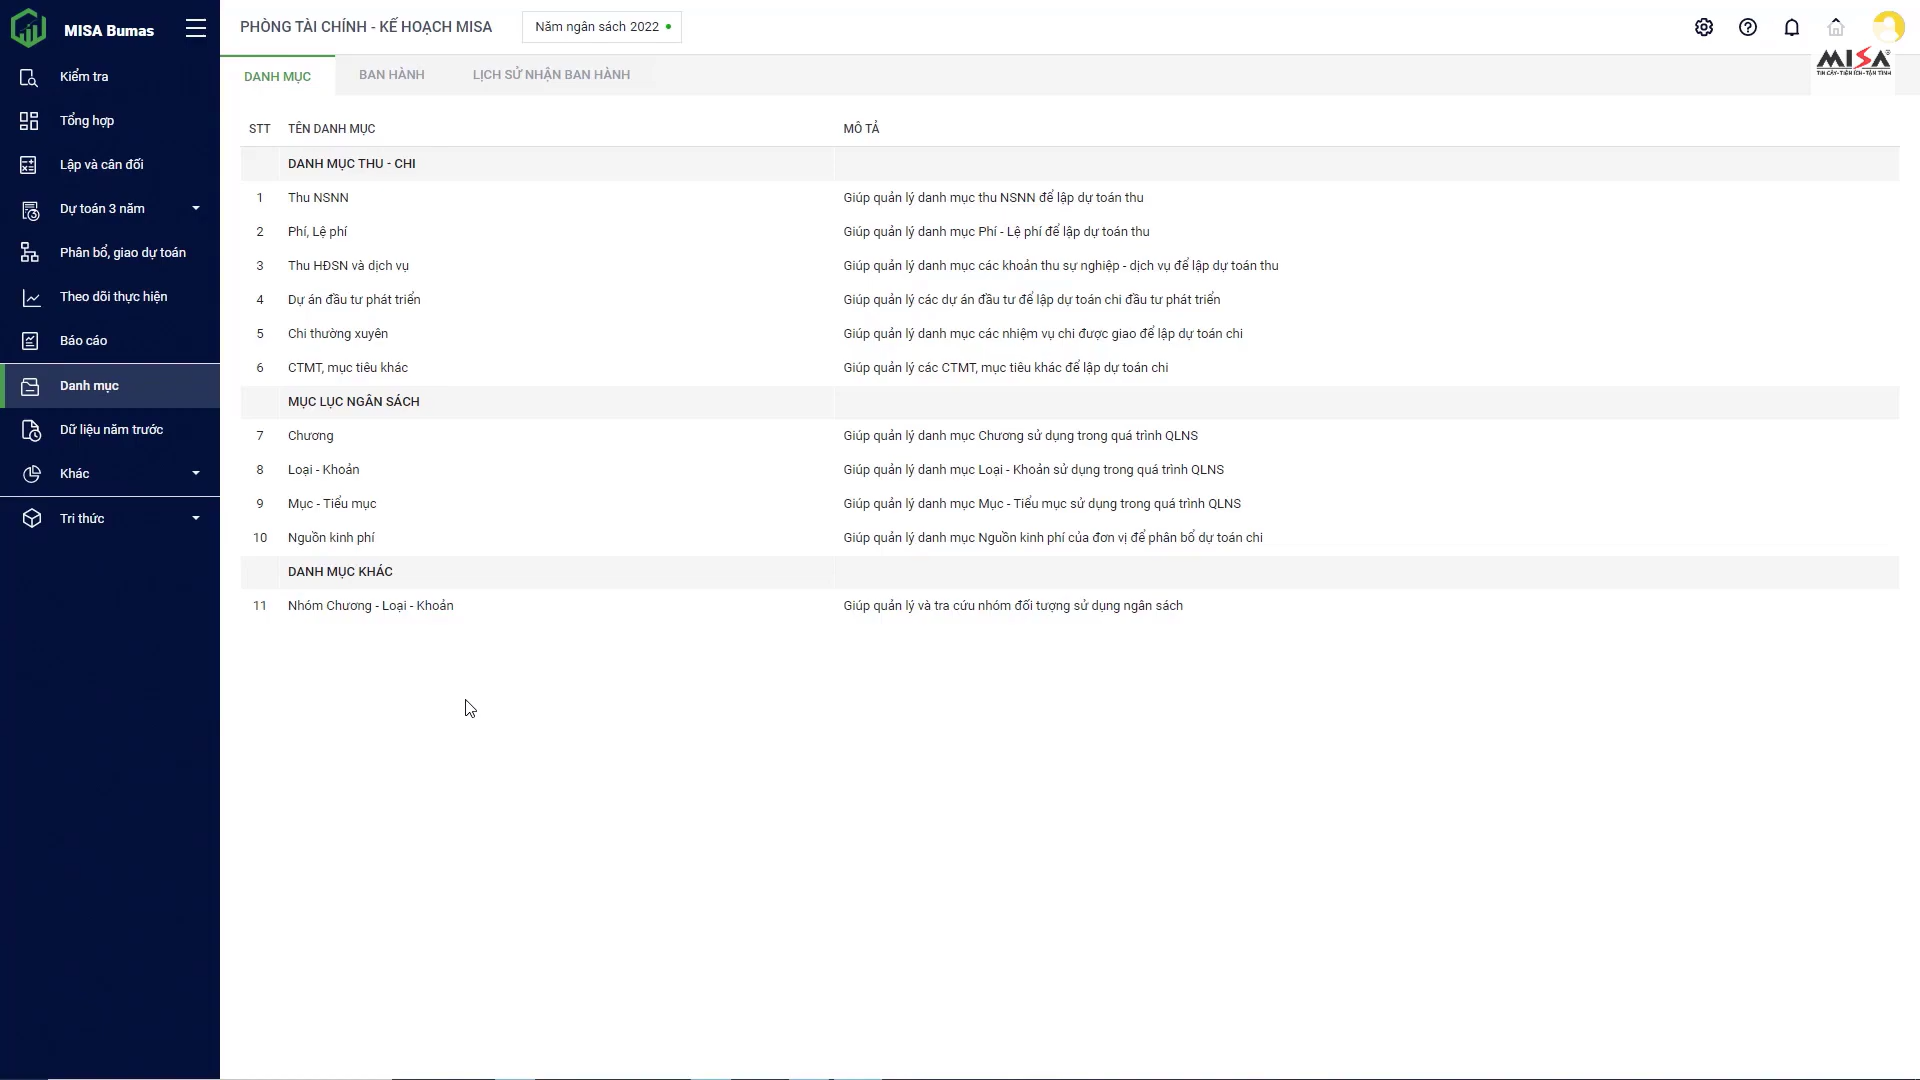 MISA Bumas
PHÒNG TÀI CHÍNH - KẾ HOẠCH MISA
Năm ngân sách 2022
MISA
TIN CẬY-TIỆN ÍCH-TẬN TÌNH
Kiểm tra
Tổng hợp
Lập và cân đối
Dự toán 3 năm
Phân bổ, giao dự toán
Theo dõi thực hiện
Báo cáo
Danh mục
Dữ liệu năm trước
Khác
Tri thức
DANH MỤC
BAN HÀNH
LỊCH SỬ NHẬN BAN HÀNH
STT TÊN DANH MỤC MÔ TẢ
DANH MỤC THU - CHI
1 Thu NSNN Giúp quản lý danh mục thu NSNN để lập dự toán thu
2 Phí, Lệ phí Giúp quản lý danh mục Phí - Lệ phí để lập dự toán thu
3 Thu HĐSN và dịch vụ Giúp quản lý danh mục các khoản thu sự nghiệp - dịch vụ để lập dự toán thu
4 Dự án đầu tư phát triển Giúp quản lý các dự án đầu tư để lập dự toán chi đầu tư phát triển
5 Chi thường xuyên Giúp quản lý danh mục các nhiệm vụ chi được giao để lập dự toán chi
6 CTMT, mục tiêu khác Giúp quản lý các CTMT, mục tiêu khác để lập dự toán chi
MỤC LỤC NGÂN SÁCH
7 Chương Giúp quản lý danh mục Chương sử dụng trong quá trình QLNS
8 Loại - Khoản Giúp quản lý danh mục Loại - Khoản sử dụng trong quá trình QLNS
9 Mục - Tiểu mục Giúp quản lý danh mục Mục - Tiểu mục sử dụng trong quá trình QLNS
10 Nguồn kinh phí Giúp quản lý danh mục Nguồn kinh phí của đơn vị để phân bổ dự toán chi
DANH MỤC KHÁC
11 Nhóm Chương - Loại - Khoản Giúp quản lý và tra cứu nhóm đối tượng sử dụng ngân sách